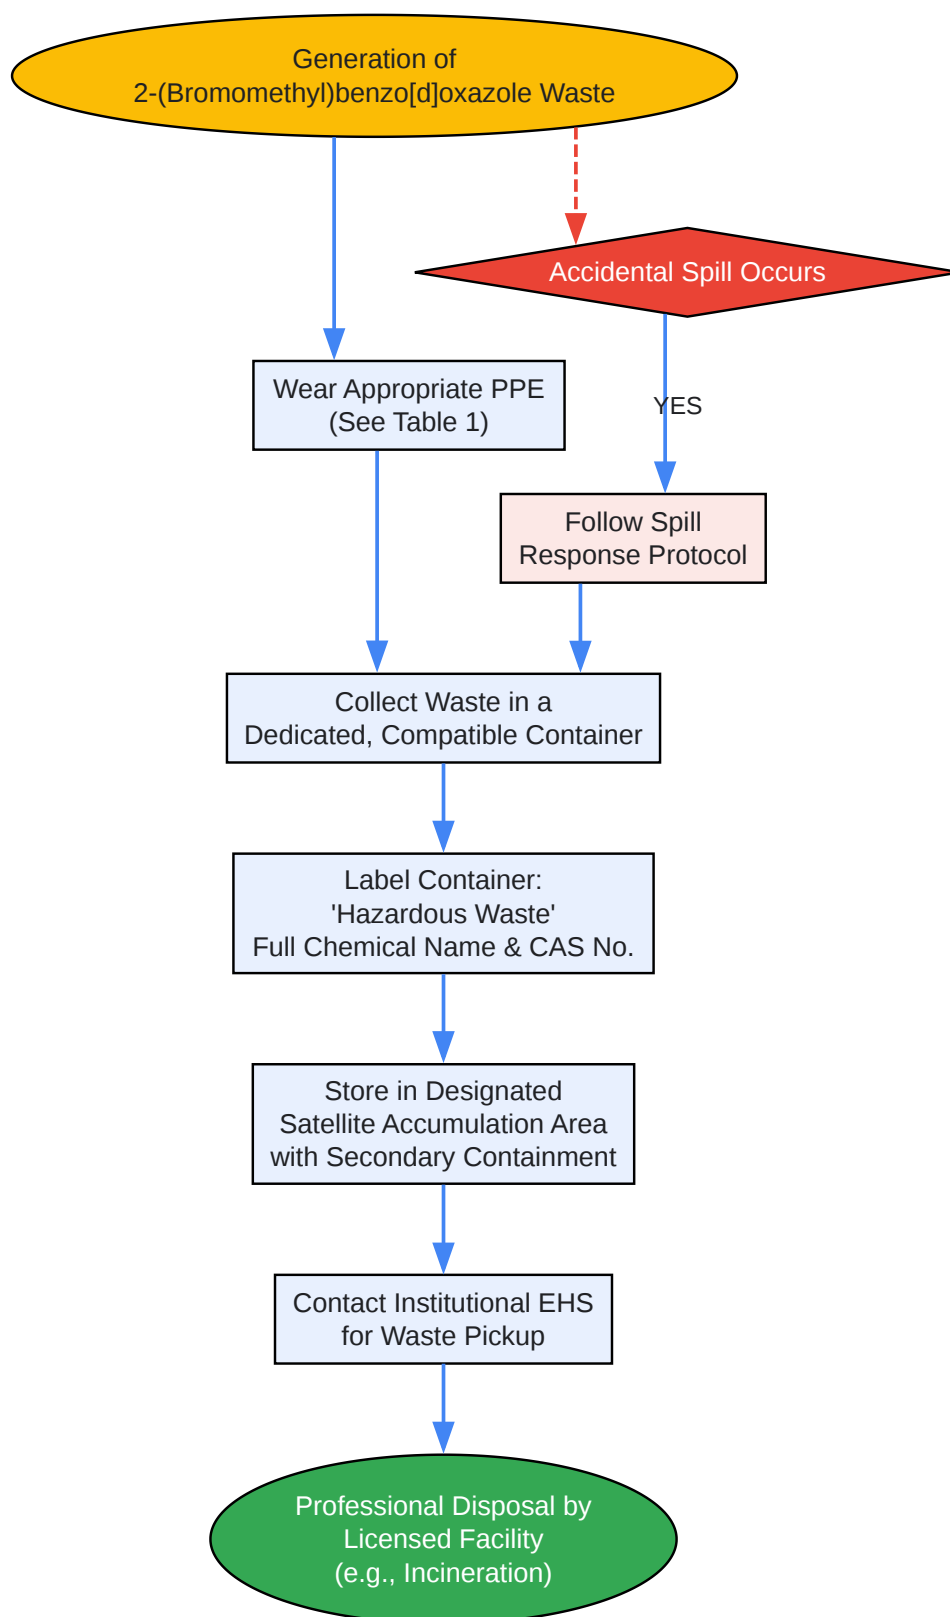 Generation of
2-(Bromomethyl)benzo[d]oxazole Waste
Accidental Spill Occurs
Wear Appropriate PPE
(See Table 1)
YES
Follow Spill
Response Protocol
Collect Waste in a
Dedicated, Compatible Container
Label Container:
'Hazardous Waste'
Full Chemical Name & CAS No.
Store in Designated
Satellite Accumulation Area
with Secondary Containment
Contact Institutional EHS
for Waste Pickup
Professional Disposal by
Licensed Facility
(e.g., Incineration)